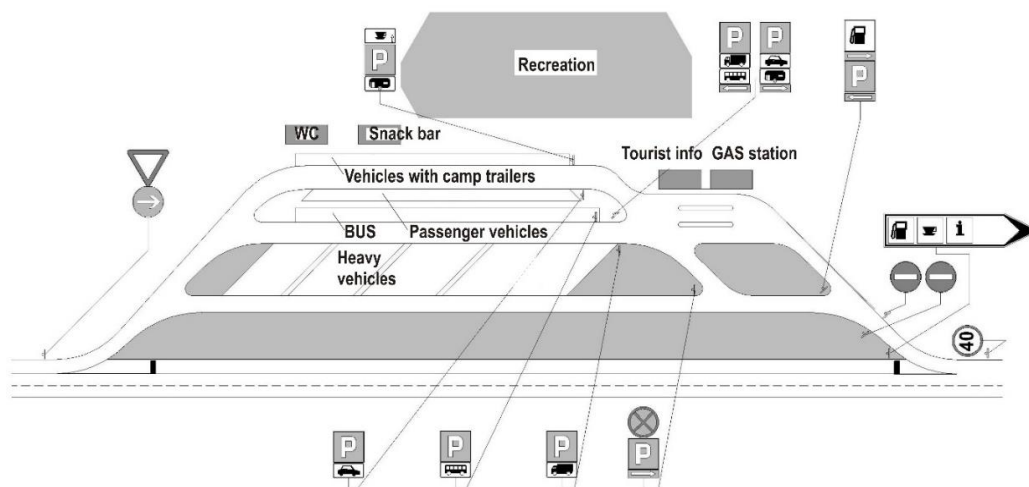 P
Recreation
P P
P
WC Snack bar
Tourist info GAS station
Vehicles with camp trailers
BUS Passenger vehicles
Heavy
vehicles
i
40
P P P P